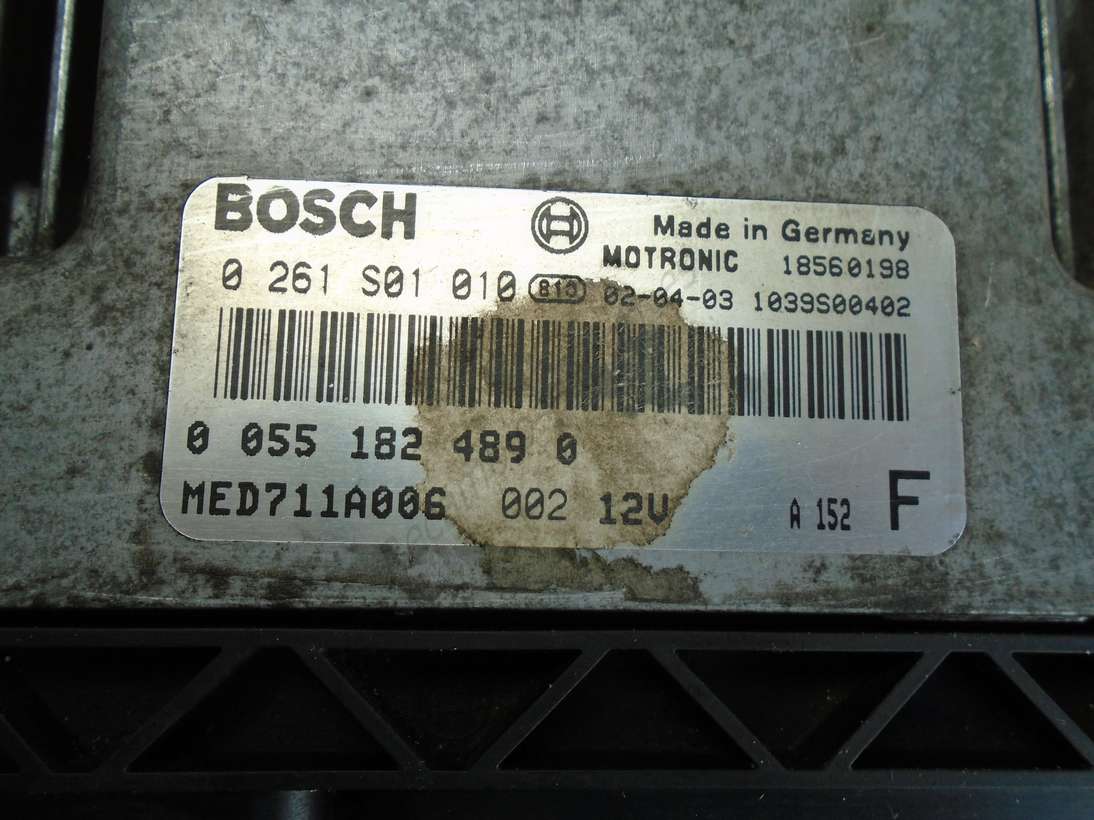 BOSCH
Made in Germany
MOTRONIC 18560198
0 261 S01 010 02-04-03 1039S00402
0 055 182 489 0
MED711A006 002 12V A 152 F